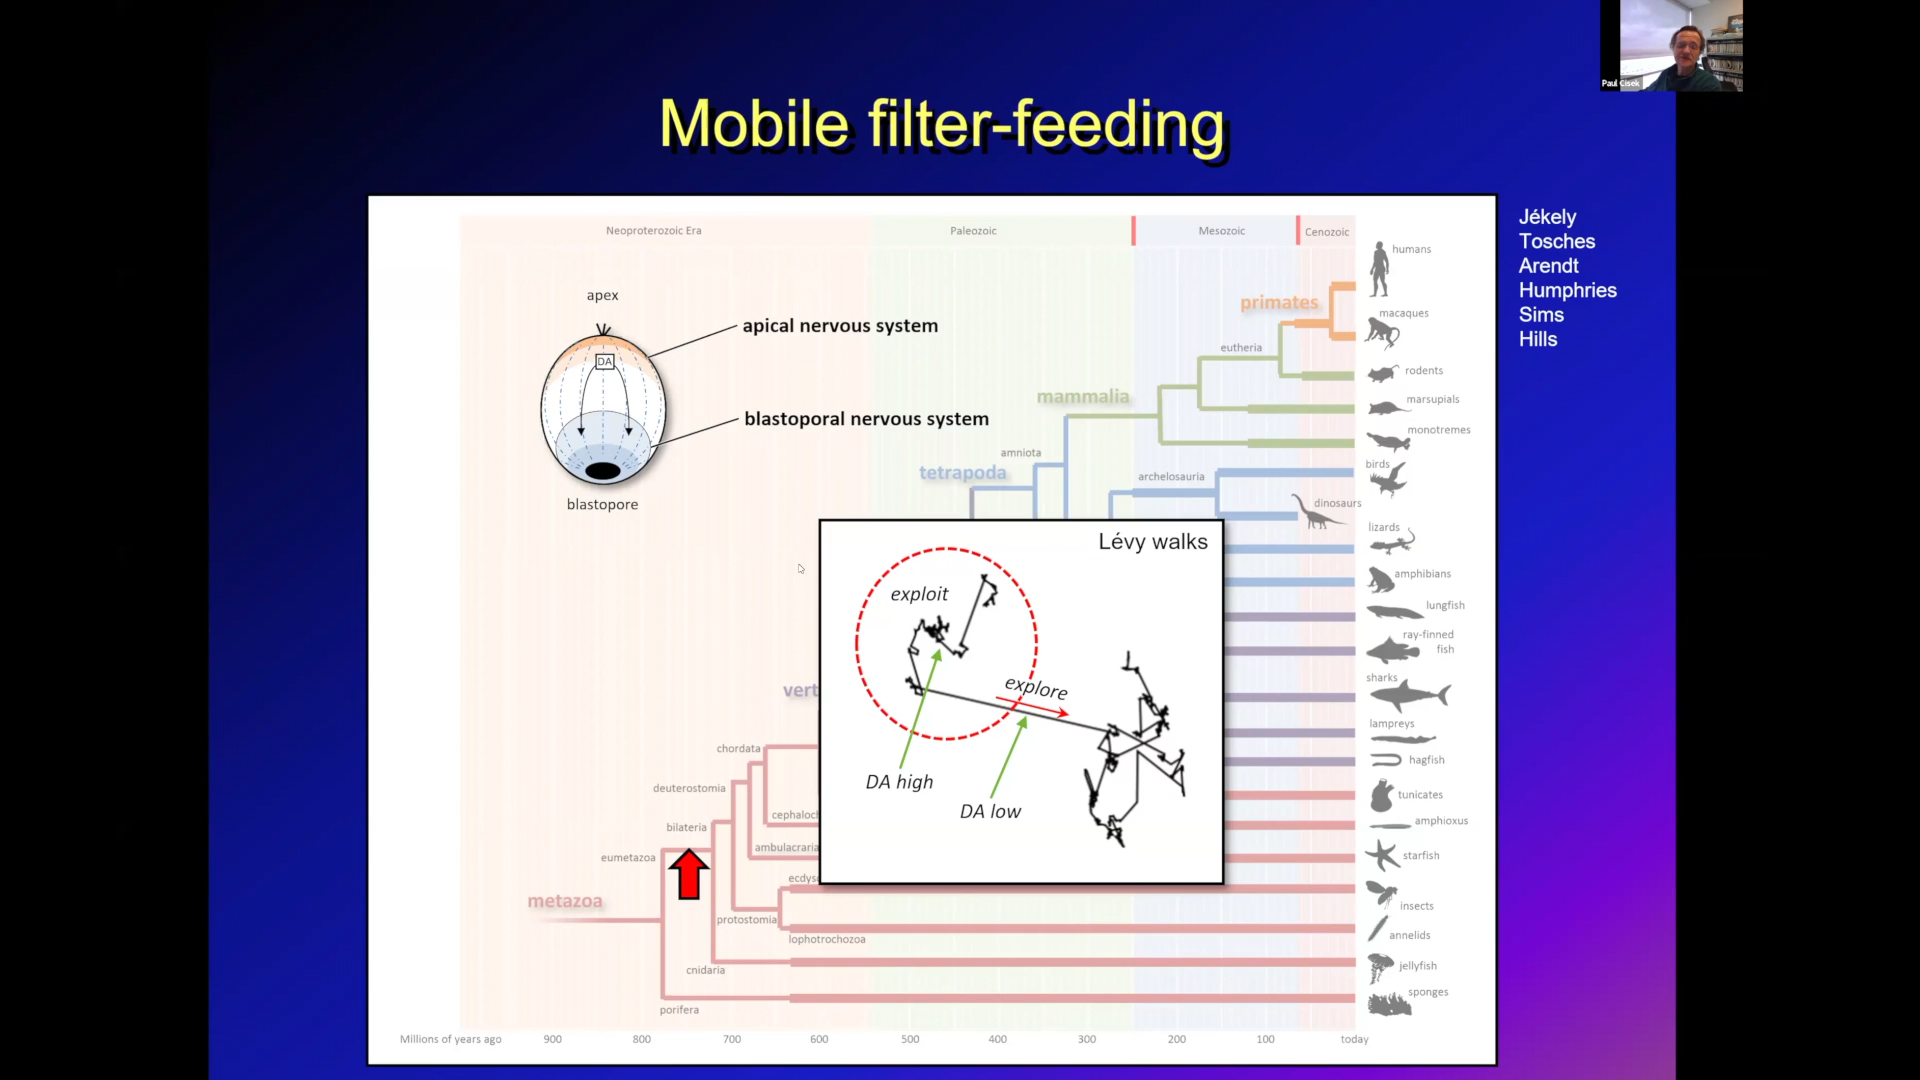 Paul Cisek
Mobile filter-feeding
Jékely
Tosches
Arendt
Humphries
Sims
Hills
Neoproterozoic Era
Paleozoic
Mesozoic
Cenozoic
humans
apex
primates
macaques
apical nervous system
eutheria
DA
rodents
mammalia
marsupials
blastoporal nervous system
monotremes
amniota
birds
tetrapoda
archelosauria
blastopore
dinosaurs
lizards
Lévy walks
amphibians
exploit
lungfish
ray-finned
fish
sharks
explore
vert
lampreys
chordata
hagfish
DA high
deuterostomia
tunicates
DA low
cephaloch
amphioxus
bilateria
ambulacraria
starfish
eumetazoa
ecdyso
metazoa
insects
protostomia
annelids
lophotrochozoa
jellyfish
cnidaria
sponges
porifera
Millions of years ago 900 800 700 600 500 400 300 200 100 today